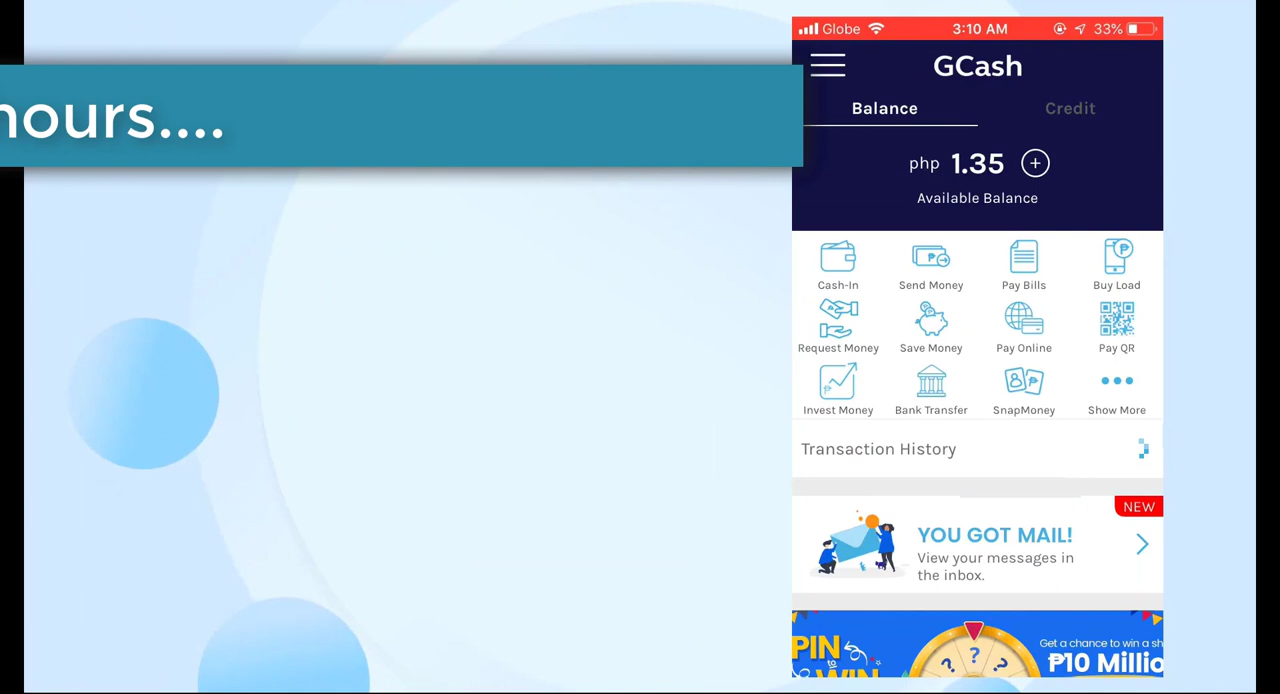 hours....
Globe 3:10 AM 33%
GCash
Balance Credit
php 1.35 +
Available Balance
Cash-In Send Money Pay Bills Buy Load
Request Money Save Money Pay Online Pay QR
Invest Money Bank Transfer SnapMoney Show More
Transaction History
NEW
YOU GOT MAIL!
View your messages in
the inbox.
PIN
to
WIN
? ? ?
Get a chance to win a sh
₱10 Millio